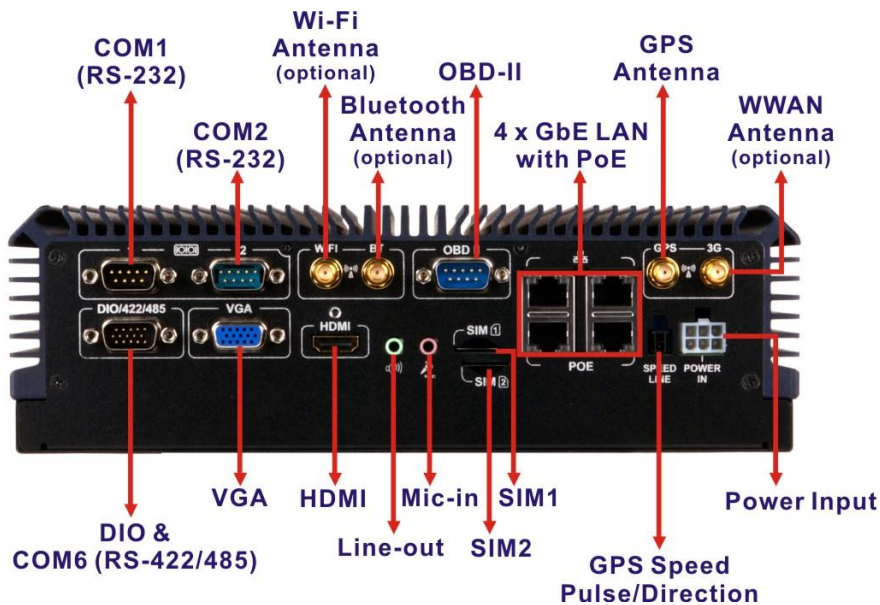 Wi-Fi
Antenna
(optional)
COM1
(RS-232)
COM2
(RS-232)
Bluetooth
Antenna
(optional)
OBD-II
4 x GbE LAN
with PoE
GPS
Antenna
WWAN
Antenna
(optional)
1
2
WIFI
BT
OBD
GPS
3G
DIO/422/485
VGA
HDMI
SIM 1
SIM 2
POE
SPEED
LINE
POWER
IN
VGA
HDMI
Mic-in
SIM1
Power Input
DIO &
COM6 (RS-422/485)
Line-out
SIM2
GPS Speed
Pulse/Direction